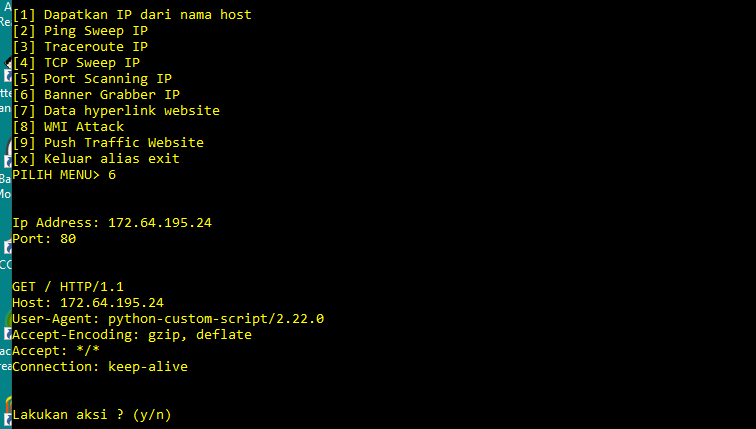 [1] Dapatkan IP dari nama host
[2] Ping Sweep IP
[3] Traceroute IP
[4] TCP Sweep IP
[5] Port Scanning IP
[6] Banner Grabber IP
[7] Data hyperlink website
[8] WMI Attack
[9] Push Traffic Website
[x] Keluar alias exit
PILIH MENU> 6
Ip Address: 172.64.195.24
Port: 80
GET / HTTP/1.1
Host: 172.64.195.24
User-Agent: python-custom-script/2.22.0
Accept-Encoding: gzip, deflate
Accept: */*
Connection: keep-alive
Lakukan aksi ? (y/n)